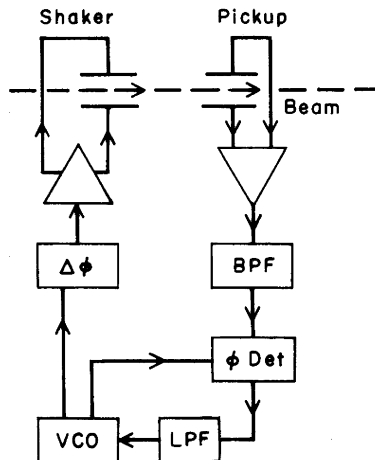 Shaker
Pickup
Beam
Δφ
BPF
φ Det
VCO
LPF